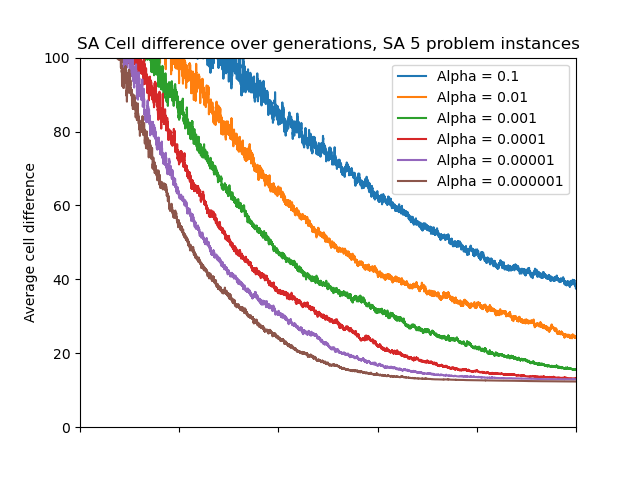 SA Cell difference over generations, SA 5 problem instances
Average cell difference
100
80
60
40
20
0
Alpha = 0.1
Alpha = 0.01
Alpha = 0.001
Alpha = 0.0001
Alpha = 0.00001
Alpha = 0.000001